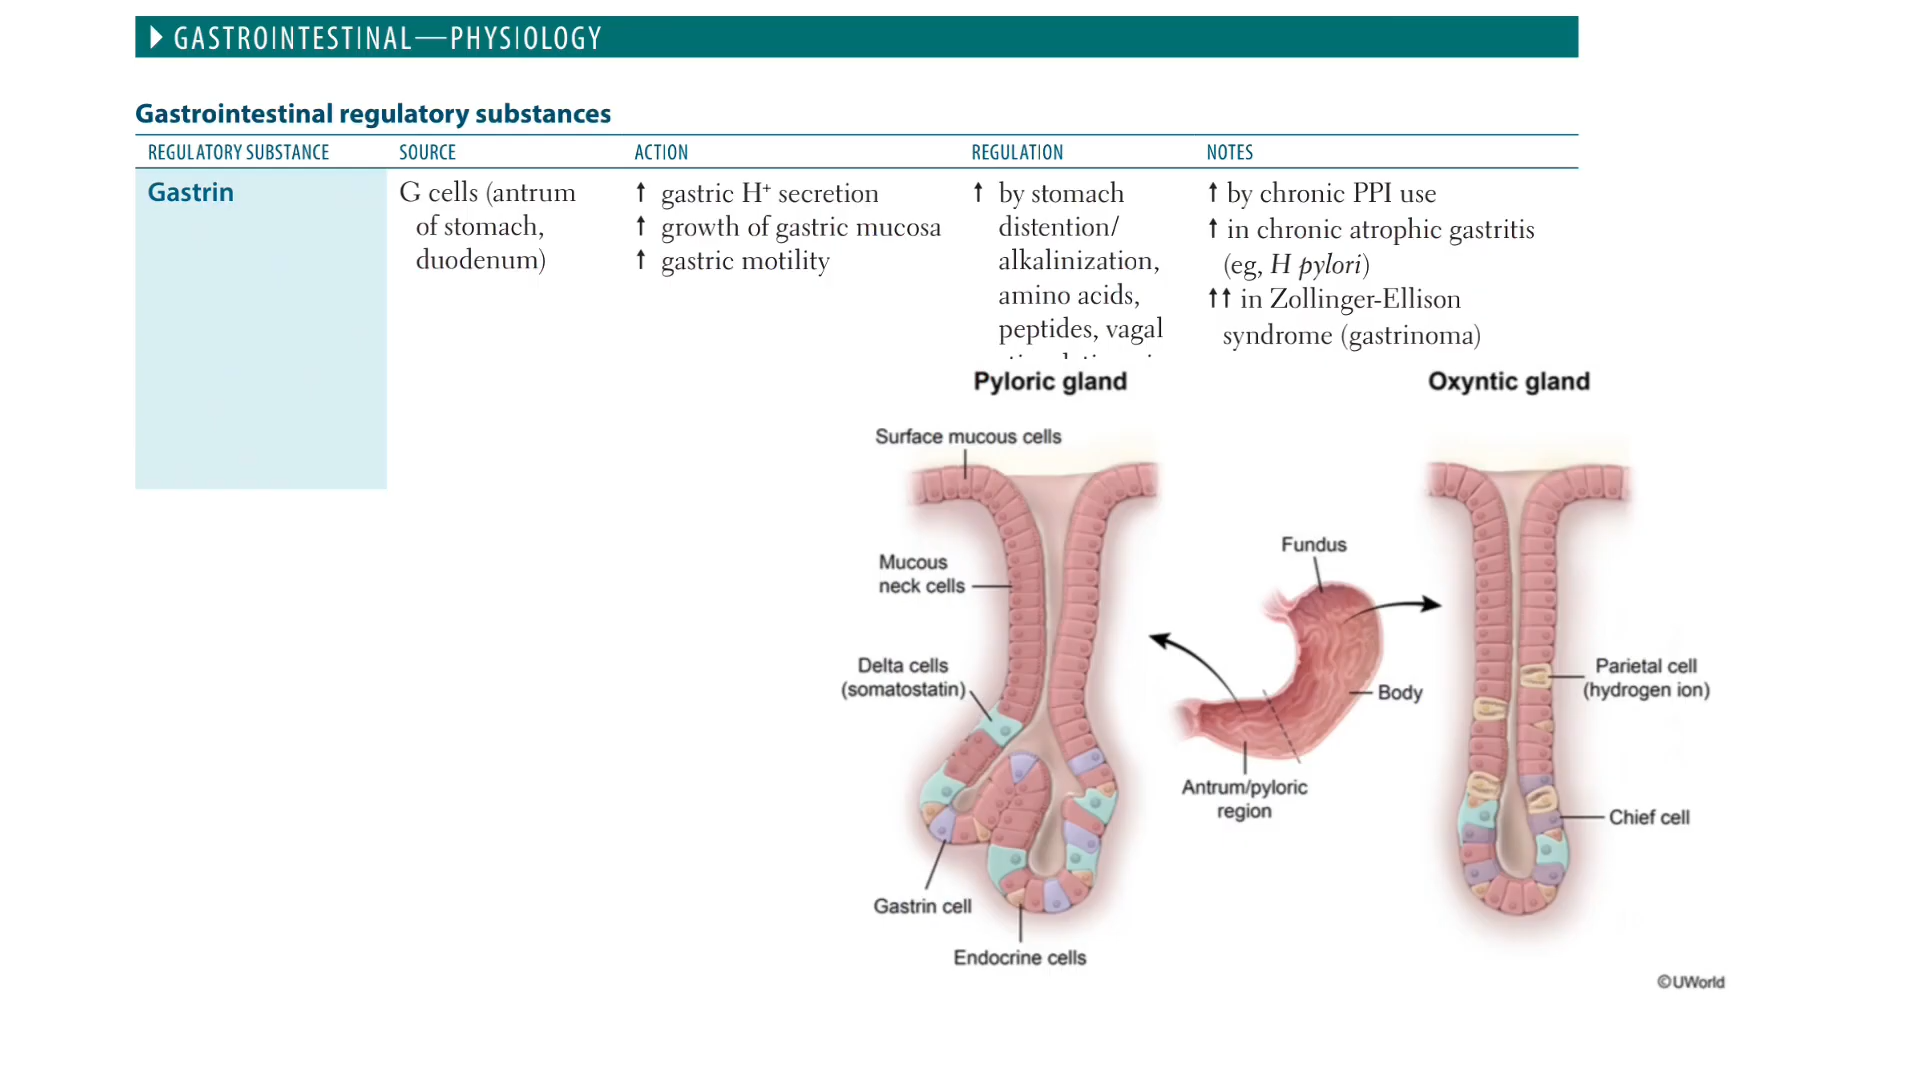 GASTROINTESTINAL—PHYSIOLOGY
Gastrointestinal regulatory substances
REGULATORY SUBSTANCE
SOURCE
ACTION
REGULATION
NOTES
Gastrin
G cells (antrum
of stomach,
duodenum)
↑ gastric H⁺ secretion
↑ growth of gastric mucosa
↑ gastric motility
↑ by stomach
distention/
alkalinization,
amino acids,
peptides, vagal
↑ by chronic PPI use
↑ in chronic atrophic gastritis
(eg, H pylori)
↑↑ in Zollinger-Ellison
syndrome (gastrinoma)
Pyloric gland
Oxyntic gland
Surface mucous cells
Mucous
neck cells
Delta cells
(somatostatin)
Gastrin cell
Endocrine cells
Fundus
Body
Antrum/pyloric
region
Parietal cell
(hydrogen ion)
Chief cell
©UWorld